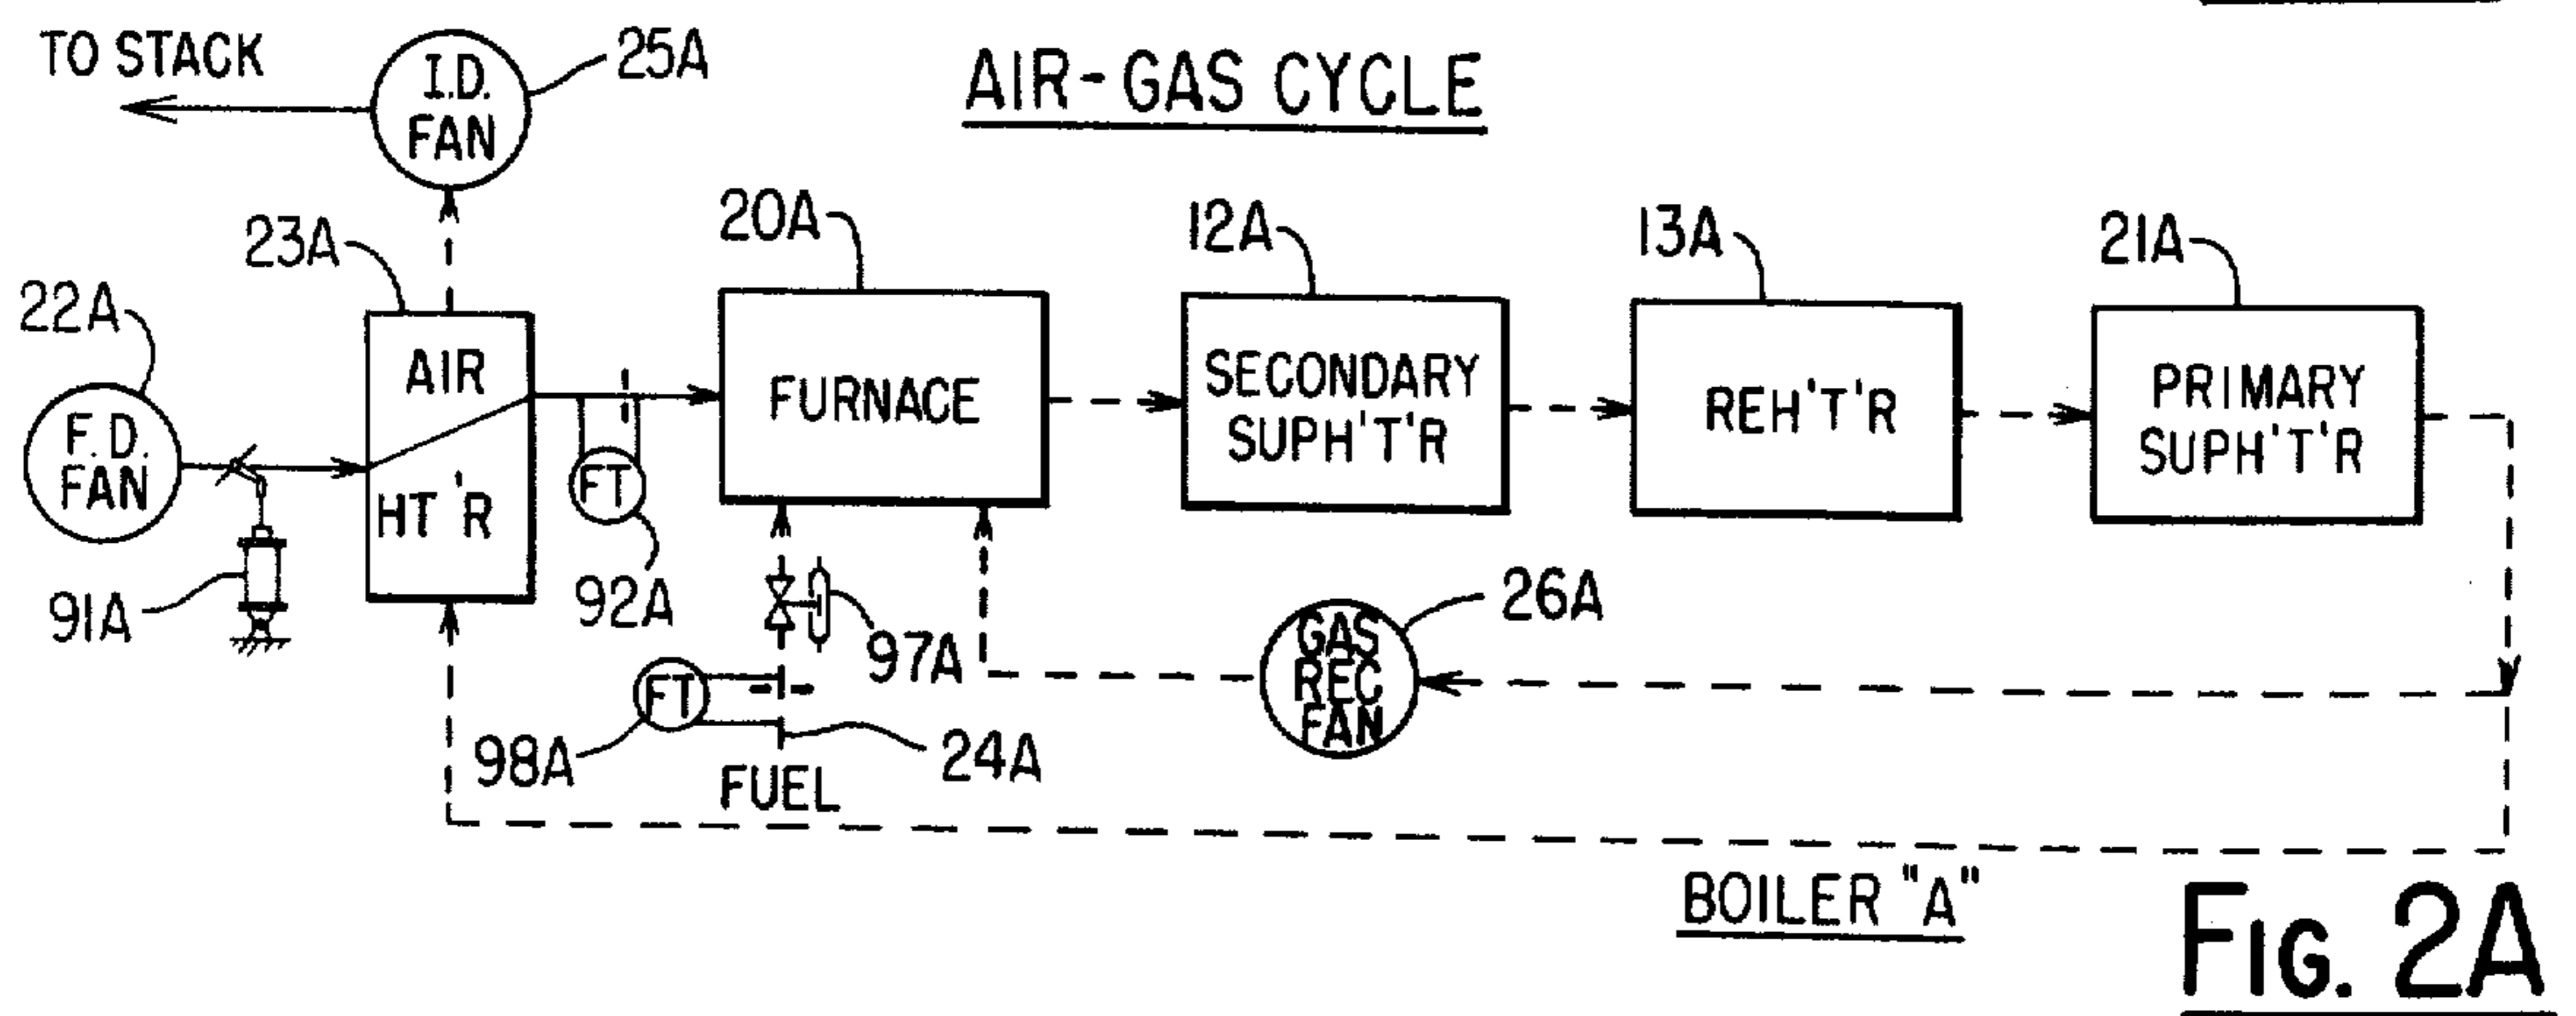 TO STACK
I.D.
FAN
25A
AIR-GAS CYCLE
23A
20A
12A
13A
21A
22A
F.D.
FAN
AIR
HT'R
FURNACE
SECONDARY
SUPH'T'R
REH'T'R
PRIMARY
SUPH'T'R
FT
91A
92A
97A
26A
GAS
REC
FAN
FT
98A
24A
FUEL
BOILER "A"
FIG. 2A